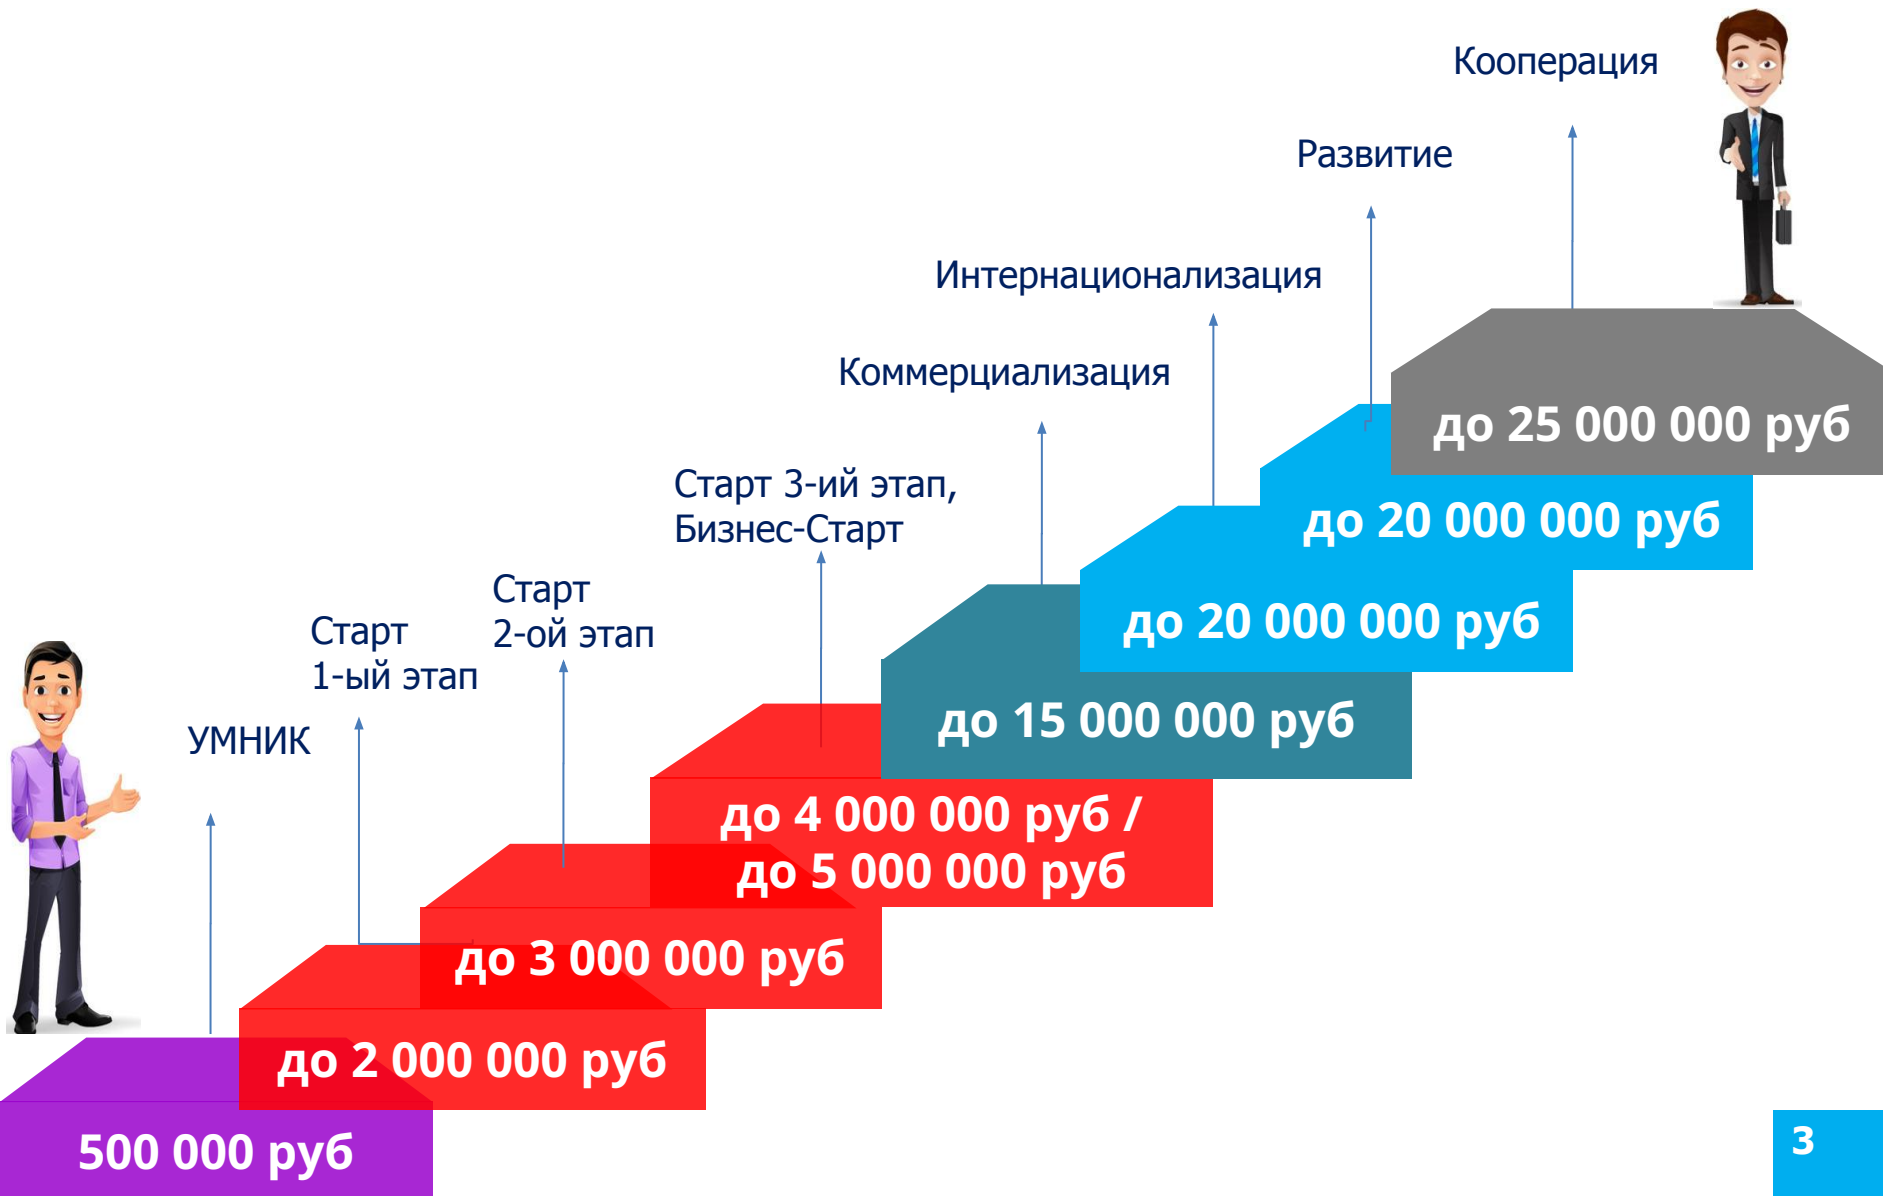 Кооперация
Развитие
Интернационализация
Коммерциализация
Старт 3-ий этап,
Бизнес-Старт
Старт
2-ой этап
Старт
1-ый этап
УМНИК
до 25 000 000 руб
до 20 000 000 руб
до 20 000 000 руб
до 15 000 000 руб
до 4 000 000 руб /
до 5 000 000 руб
до 3 000 000 руб
до 2 000 000 руб
500 000 руб
3